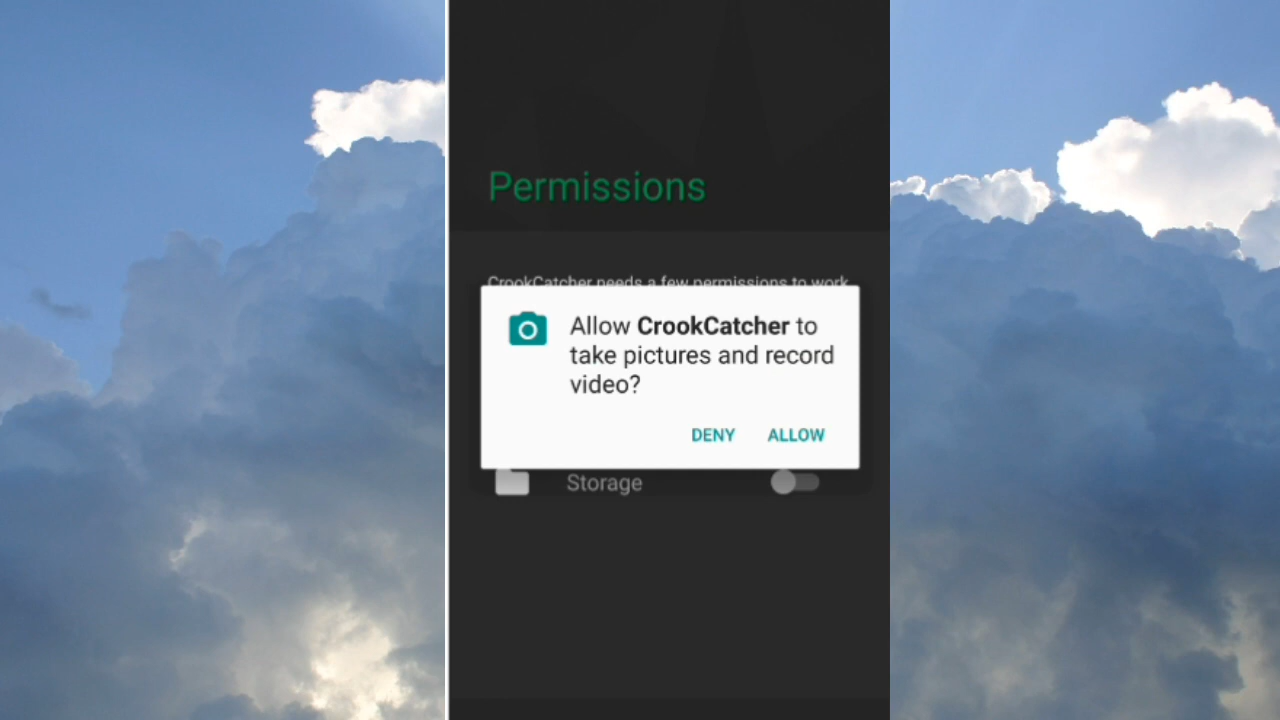 Permissions
CrookCatcher needs a few permissions to work
Allow CrookCatcher to
take pictures and record
video?
DENY ALLOW
Storage